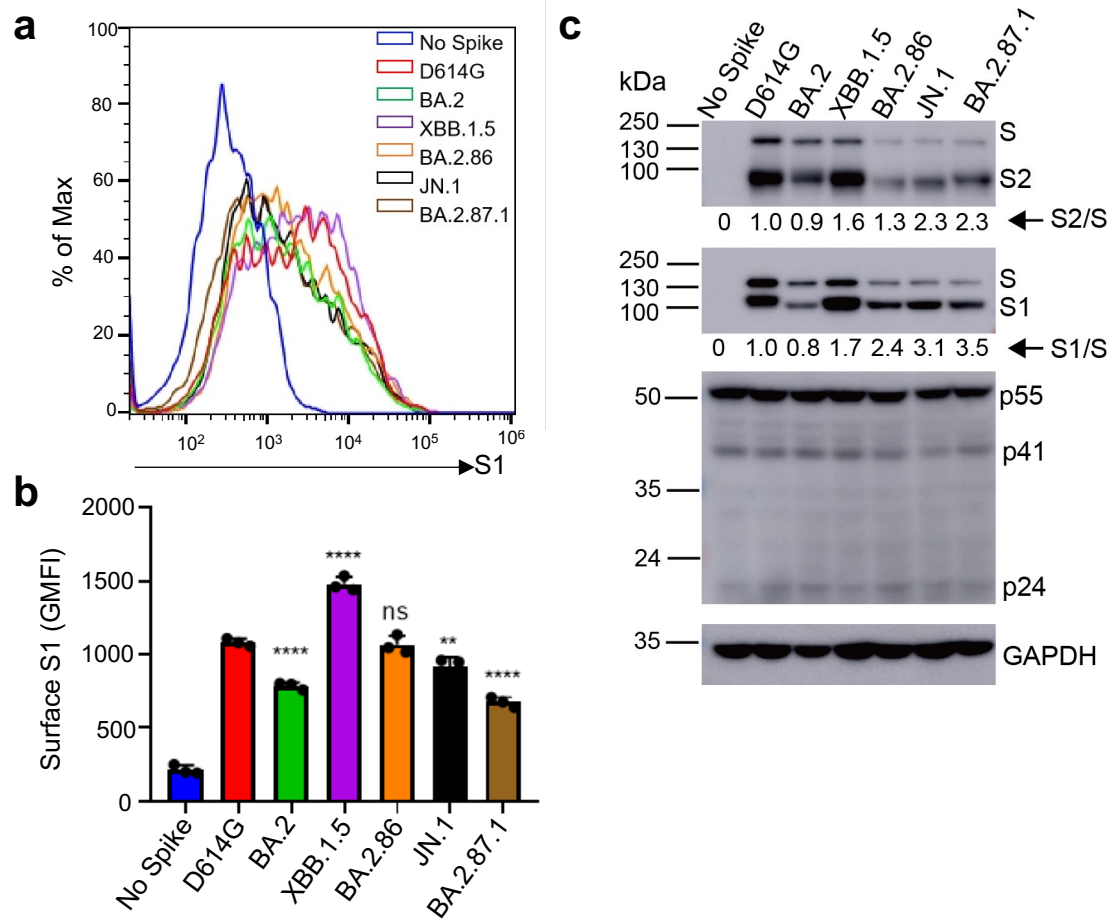 a
% of Max
100
80
60
40
20
0
10²
10³
10⁴
10⁵
10⁶
S1
No Spike
D614G
BA.2
XBB.1.5
BA.2.86
JN.1
BA.2.87.1
b
Surface S1 (GMFI)
2000
1500
1000
500
0
****
****
ns
**
****
No Spike
D614G
BA.2
XBB.1.5
BA.2.86
JN.1
BA.2.87.1
c
kDa
No Spike
D614G
BA.2
XBB.1.5
BA.2.86
JN.1
BA.2.87.1
250
130
100
S
S2
0 1.0 0.9 1.6 1.3 2.3 2.3 ← S2/S
250
130
100
S
S1
0 1.0 0.8 1.7 2.4 3.1 3.5 ← S1/S
50
35
24
p55
p41
p24
35
GAPDH